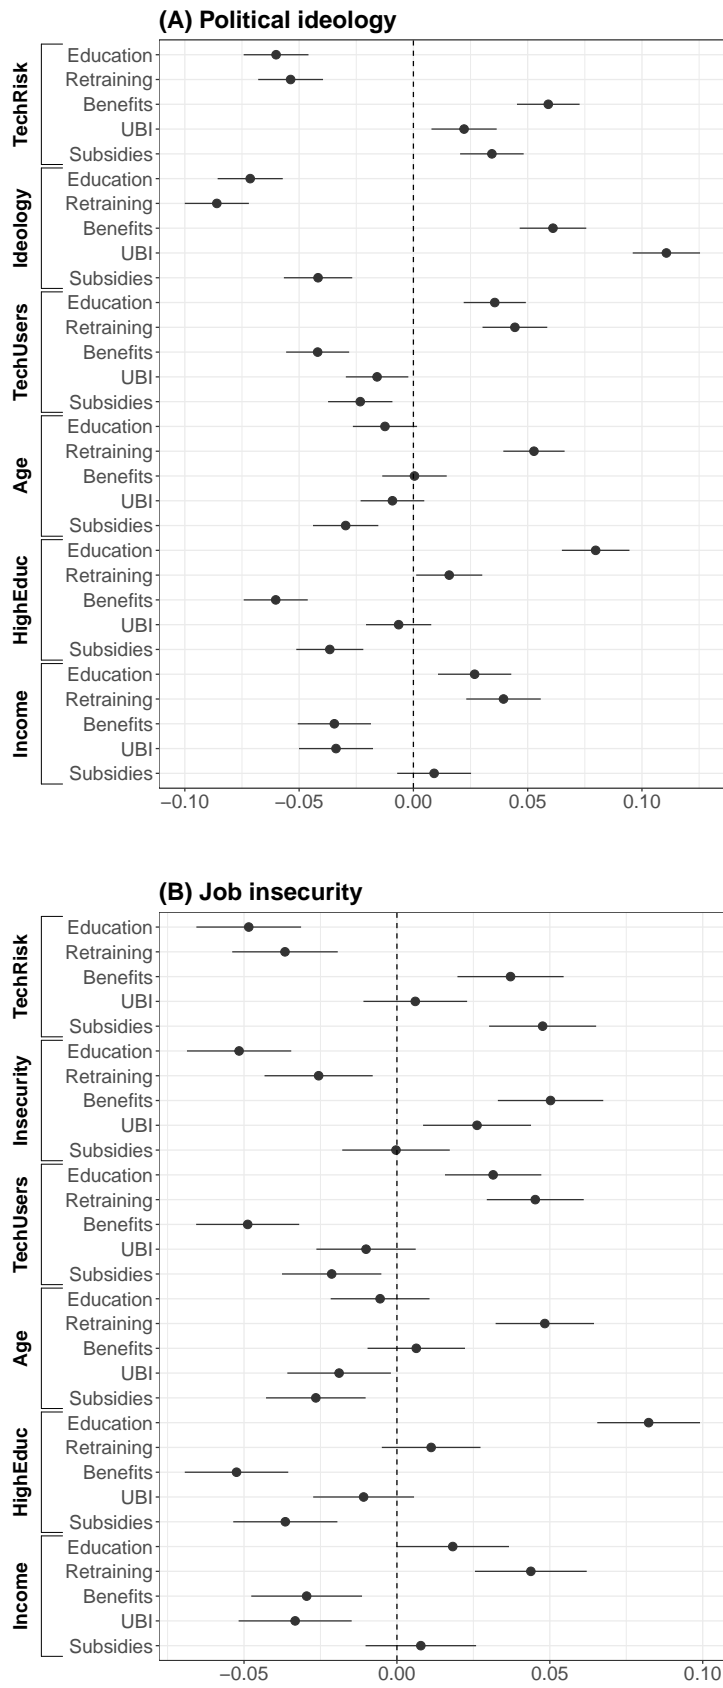 (A) Political ideology
TechRisk
Education
Retraining
Benefits
UBI
Subsidies
Ideology
Education
Retraining
Benefits
UBI
Subsidies
TechUsers
Education
Retraining
Benefits
UBI
Subsidies
Age
Education
Retraining
Benefits
UBI
Subsidies
HighEduc
Education
Retraining
Benefits
UBI
Subsidies
Income
Education
Retraining
Benefits
UBI
Subsidies
−0.10 −0.05 0.00 0.05 0.10
(B) Job insecurity
TechRisk
Education
Retraining
Benefits
UBI
Subsidies
Insecurity
Education
Retraining
Benefits
UBI
Subsidies
TechUsers
Education
Retraining
Benefits
UBI
Subsidies
Age
Education
Retraining
Benefits
UBI
Subsidies
HighEduc
Education
Retraining
Benefits
UBI
Subsidies
Income
Education
Retraining
Benefits
UBI
Subsidies
−0.05 0.00 0.05 0.10